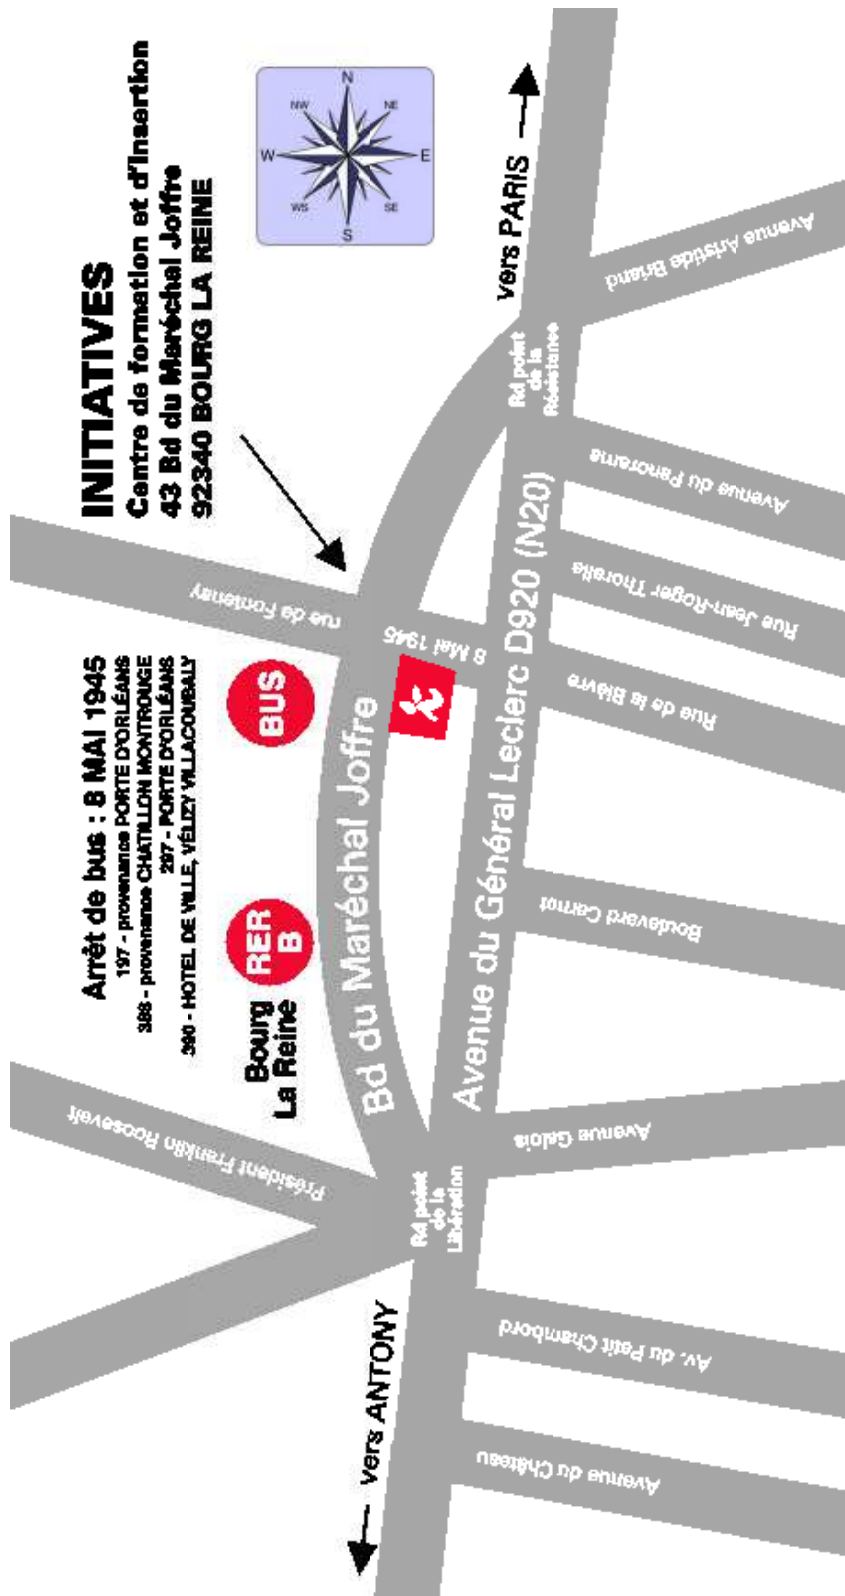 INITIATIVES
Centre de formation et d'Insertion
43 Bd du Maréchal Joffre
92340 BOURG LA REINE
N
NE
E
SE
S
WS
W
NW
vers PARIS
Avenue Aristide Briand
Rd point
de la
Résistance
Avenue du Panorama
Rue Jean-Roger Thorelle
Rue de la Bièvre
rue de Fontenay
8 Mai 1945
Arrêt de bus : 8 MAI 1945
197 - provenance PORTE D'ORLÉANS
388 - provenance CHATILLON MONTROUGE
297 - PORTE D'ORLÉANS
390 - HOTEL DE VILLE, VÉLIZY VILLACOUBALY
BUS
RER
B
Bourg
La Reine
Bd du Maréchal Joffre
Avenue du Général Leclerc D920 (N20)
Boulevard Carnot
Avenue Galois
Président Franklin Roosevelt
Rd point
de la
Libération
Av. du Petit Chambord
Avenue du Château
vers ANTONY